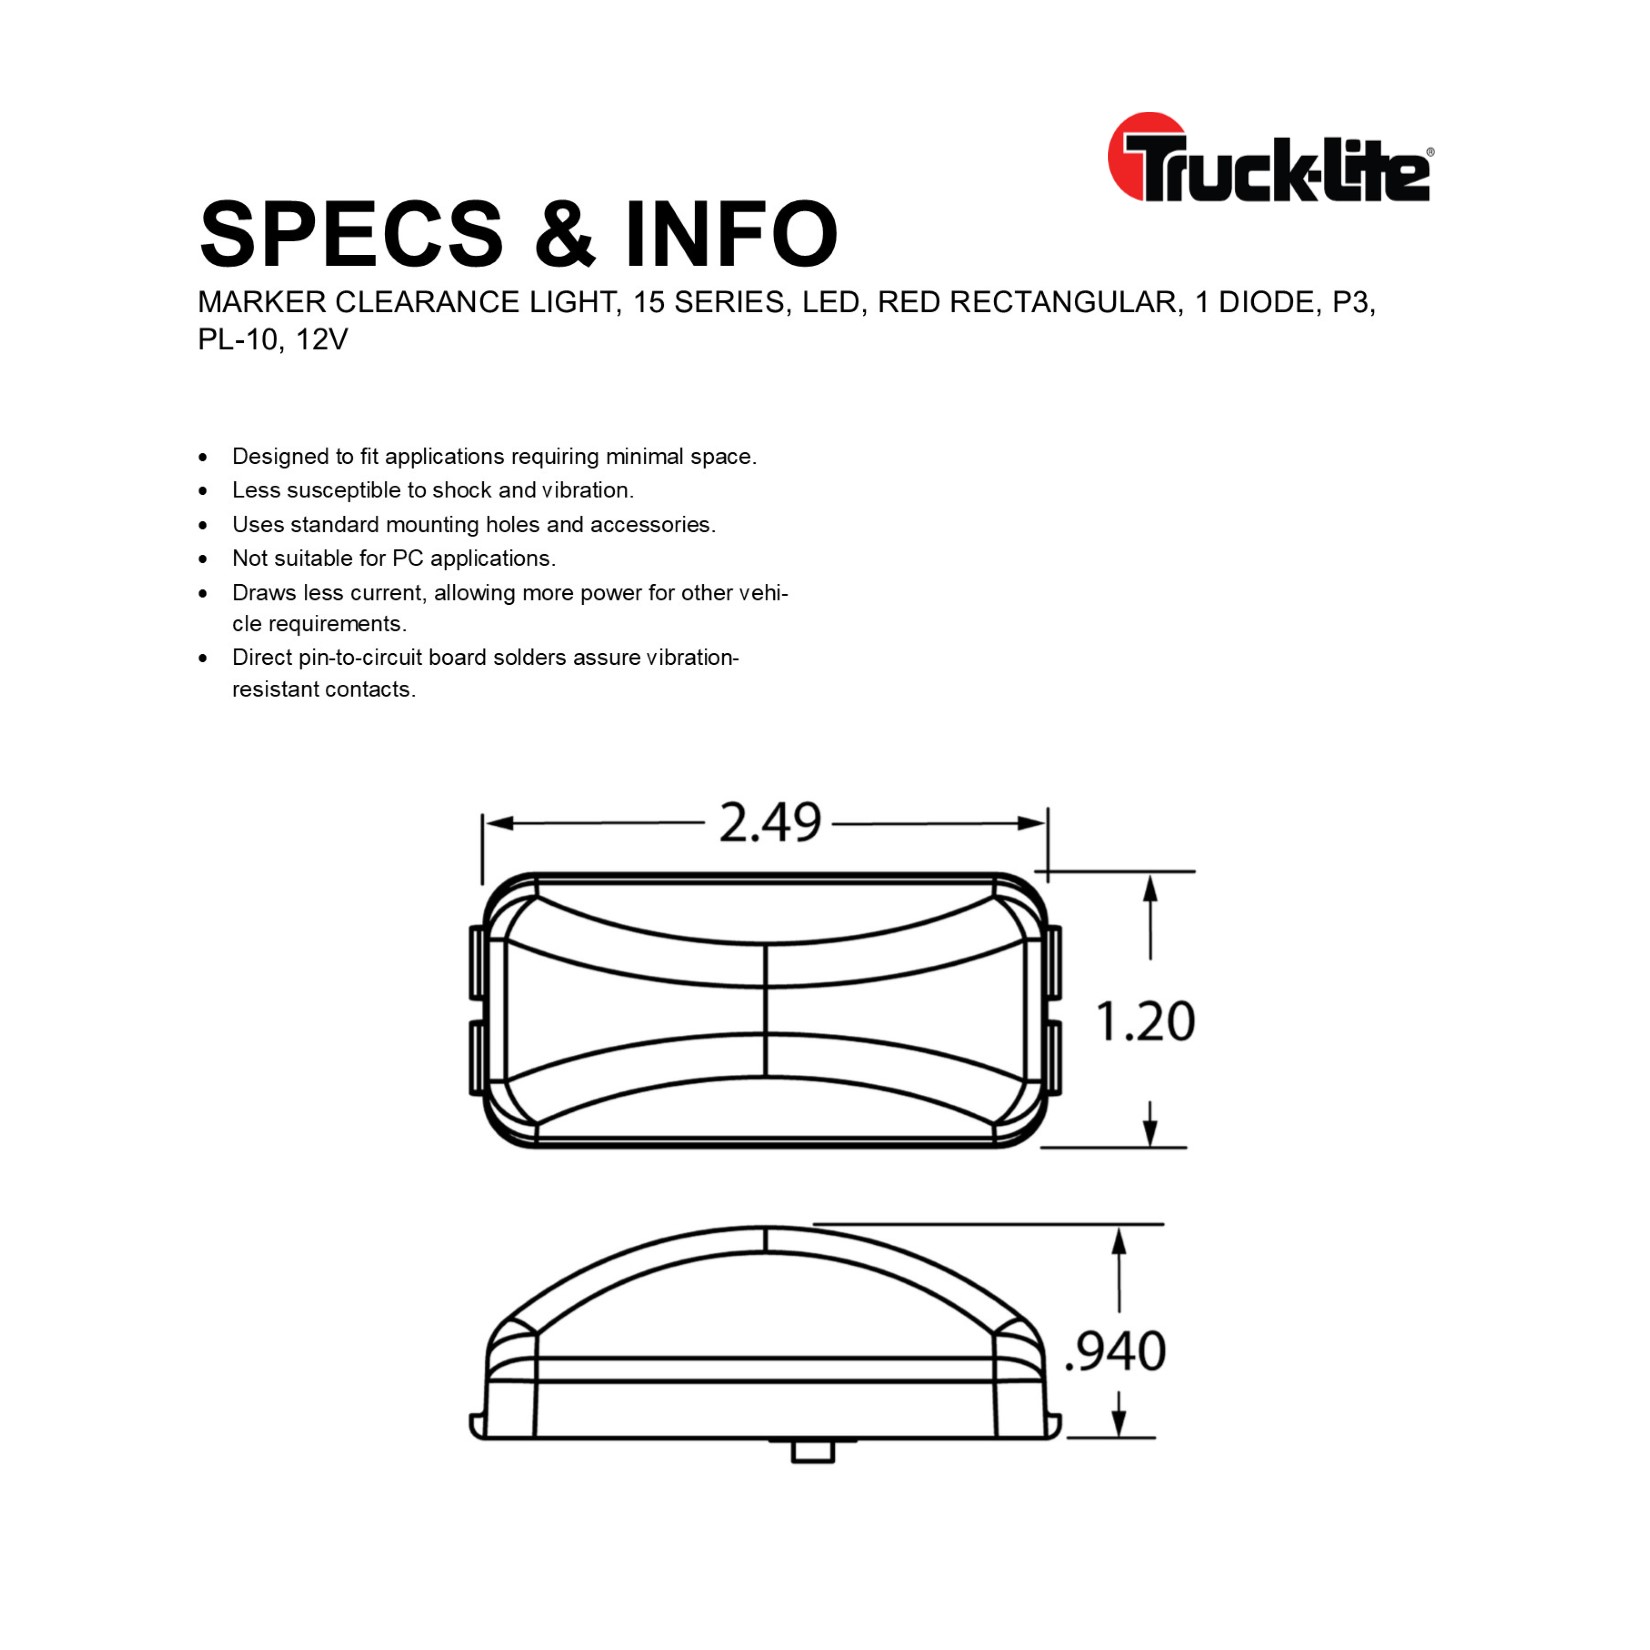 Truck-Lite®
SPECS & INFO
MARKER CLEARANCE LIGHT, 15 SERIES, LED, RED RECTANGULAR, 1 DIODE, P3,
PL-10, 12V
• Designed to fit applications requiring minimal space.
• Less susceptible to shock and vibration.
• Uses standard mounting holes and accessories.
• Not suitable for PC applications.
• Draws less current, allowing more power for other vehi-
cle requirements.
• Direct pin-to-circuit board solders assure vibration-
resistant contacts.
2.49
1.20
.940